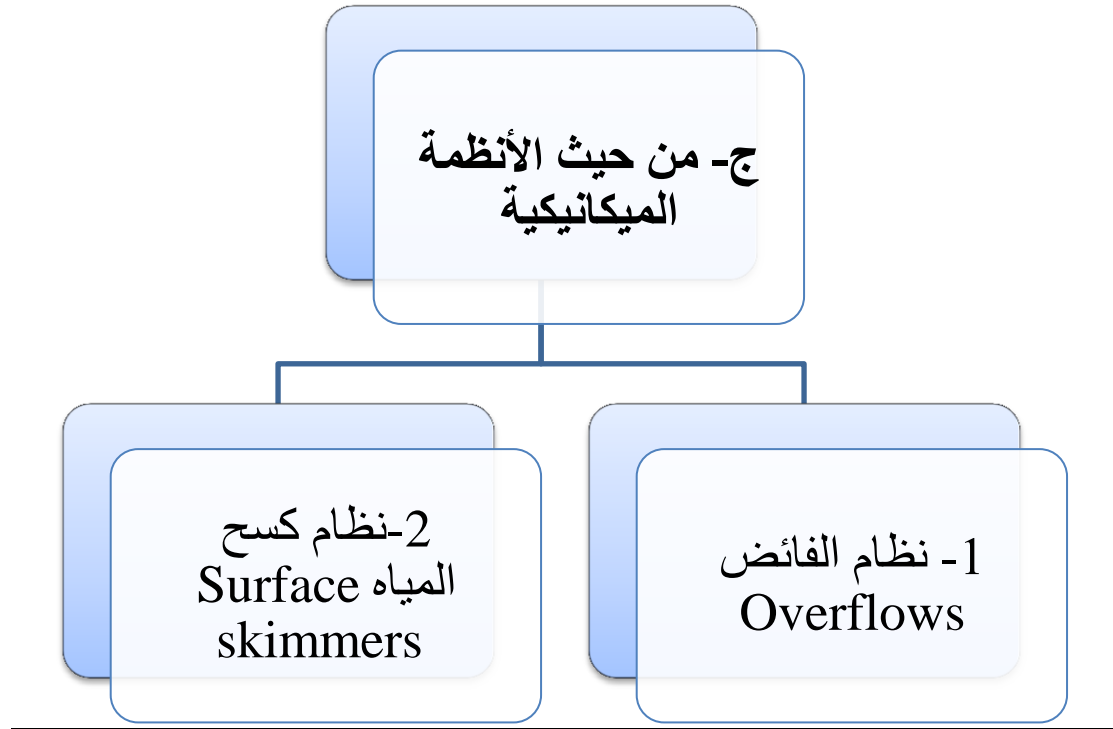 ج- من حيث الأنظمة
الميكانيكية
1- نظام الفائض
Overflows
2-نظام كسح
المياه Surface
skimmers